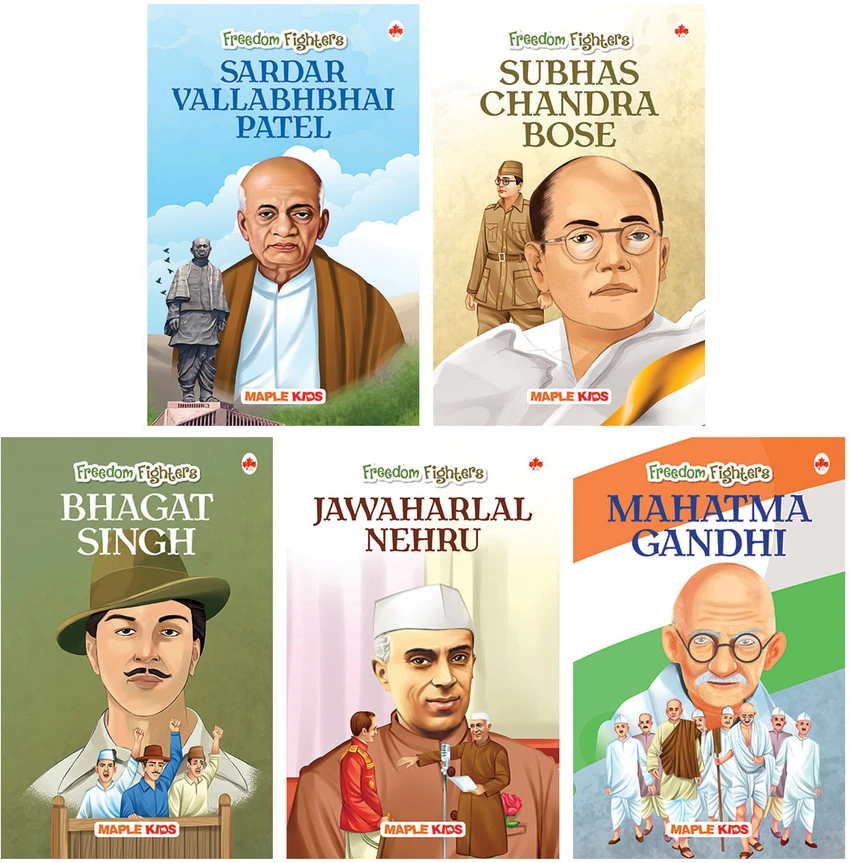 Freedom Fighters
SARDAR
VALLABHBHAI
PATEL
MAPLE KIDS
Freedom Fighters
SUBHAS
CHANDRA
BOSE
MAPLE KIDS
Freedom Fighters
BHAGAT
SINGH
MAPLE KIDS
Freedom Fighters
JAWAHARLAL
NEHRU
MAPLE KIDS
Freedom Fighters
MAHATMA
GANDHI
MAPLE KIDS